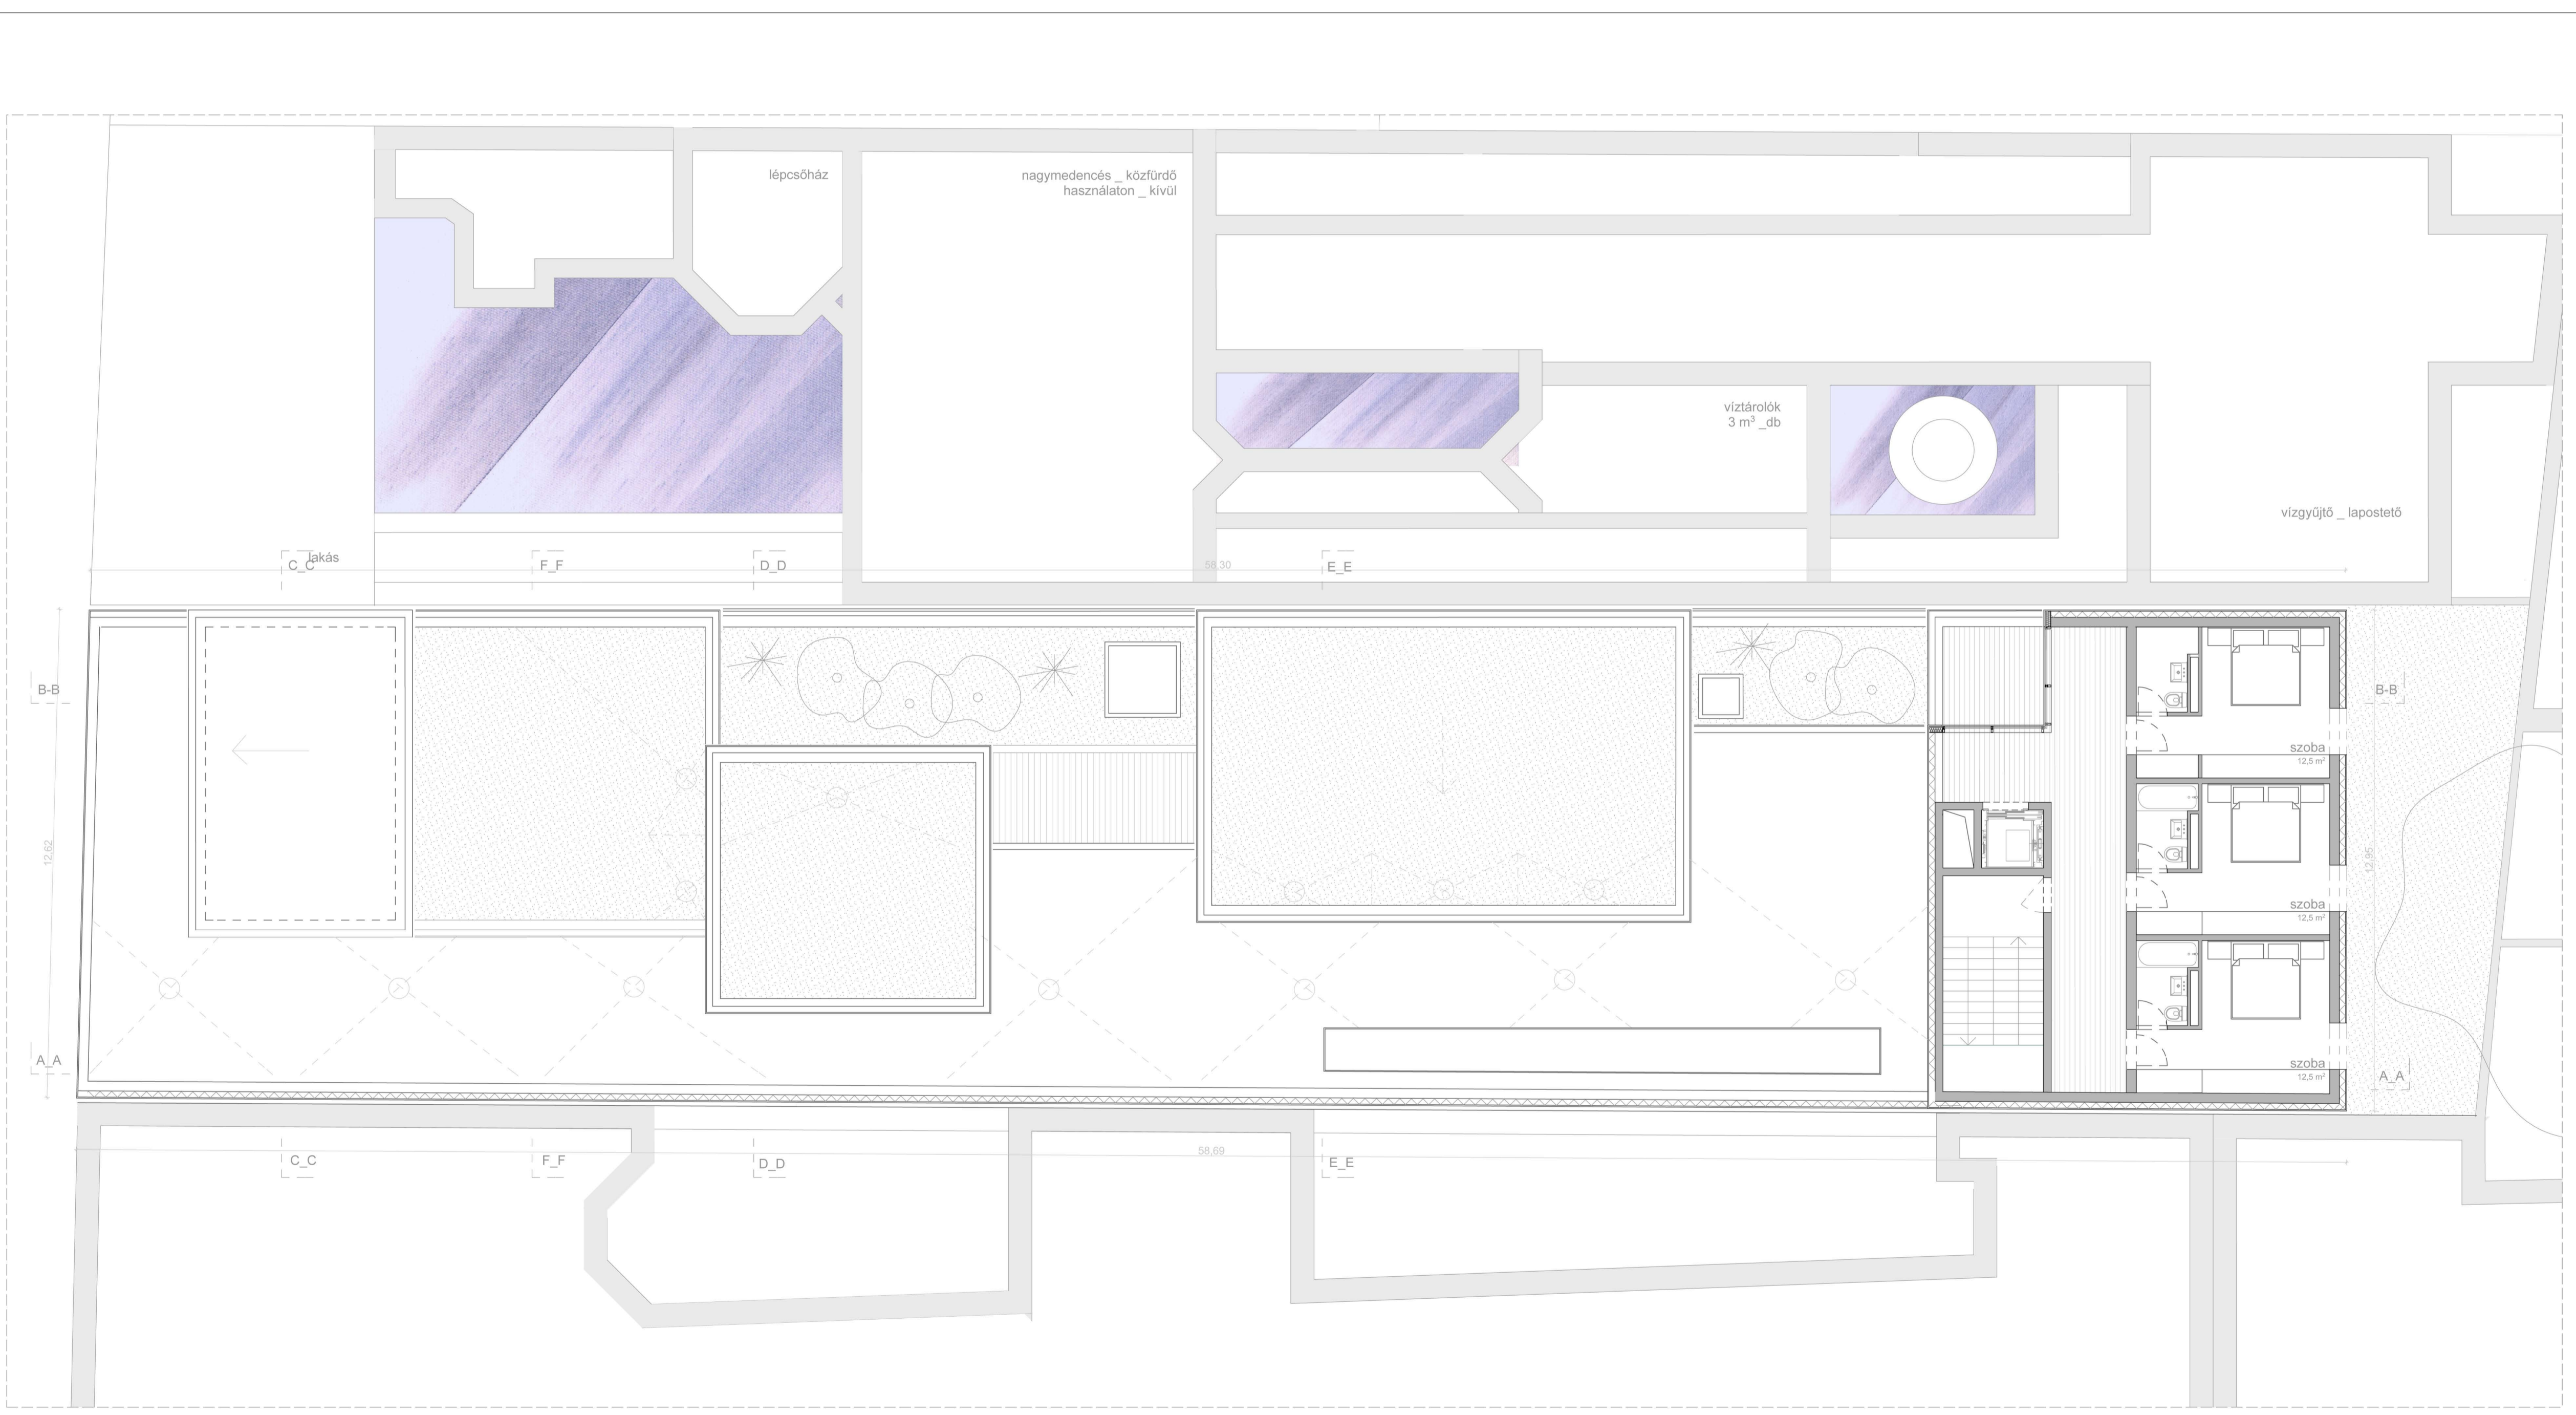 lépcsőház
nagymedencés _ közfürdő
használaton _ kívül
víztárolók
3 m³ _db
vízgyűjtő _ lapostető
lakás
C_C
F_F
D_D
E_E
58,30
B-B
B-B
szoba
12,5 m²
12,62
12,95
szoba
12,5 m²
A_A
szoba
12,5 m²
A_A
58,69
C_C
F_F
D_D
E_E